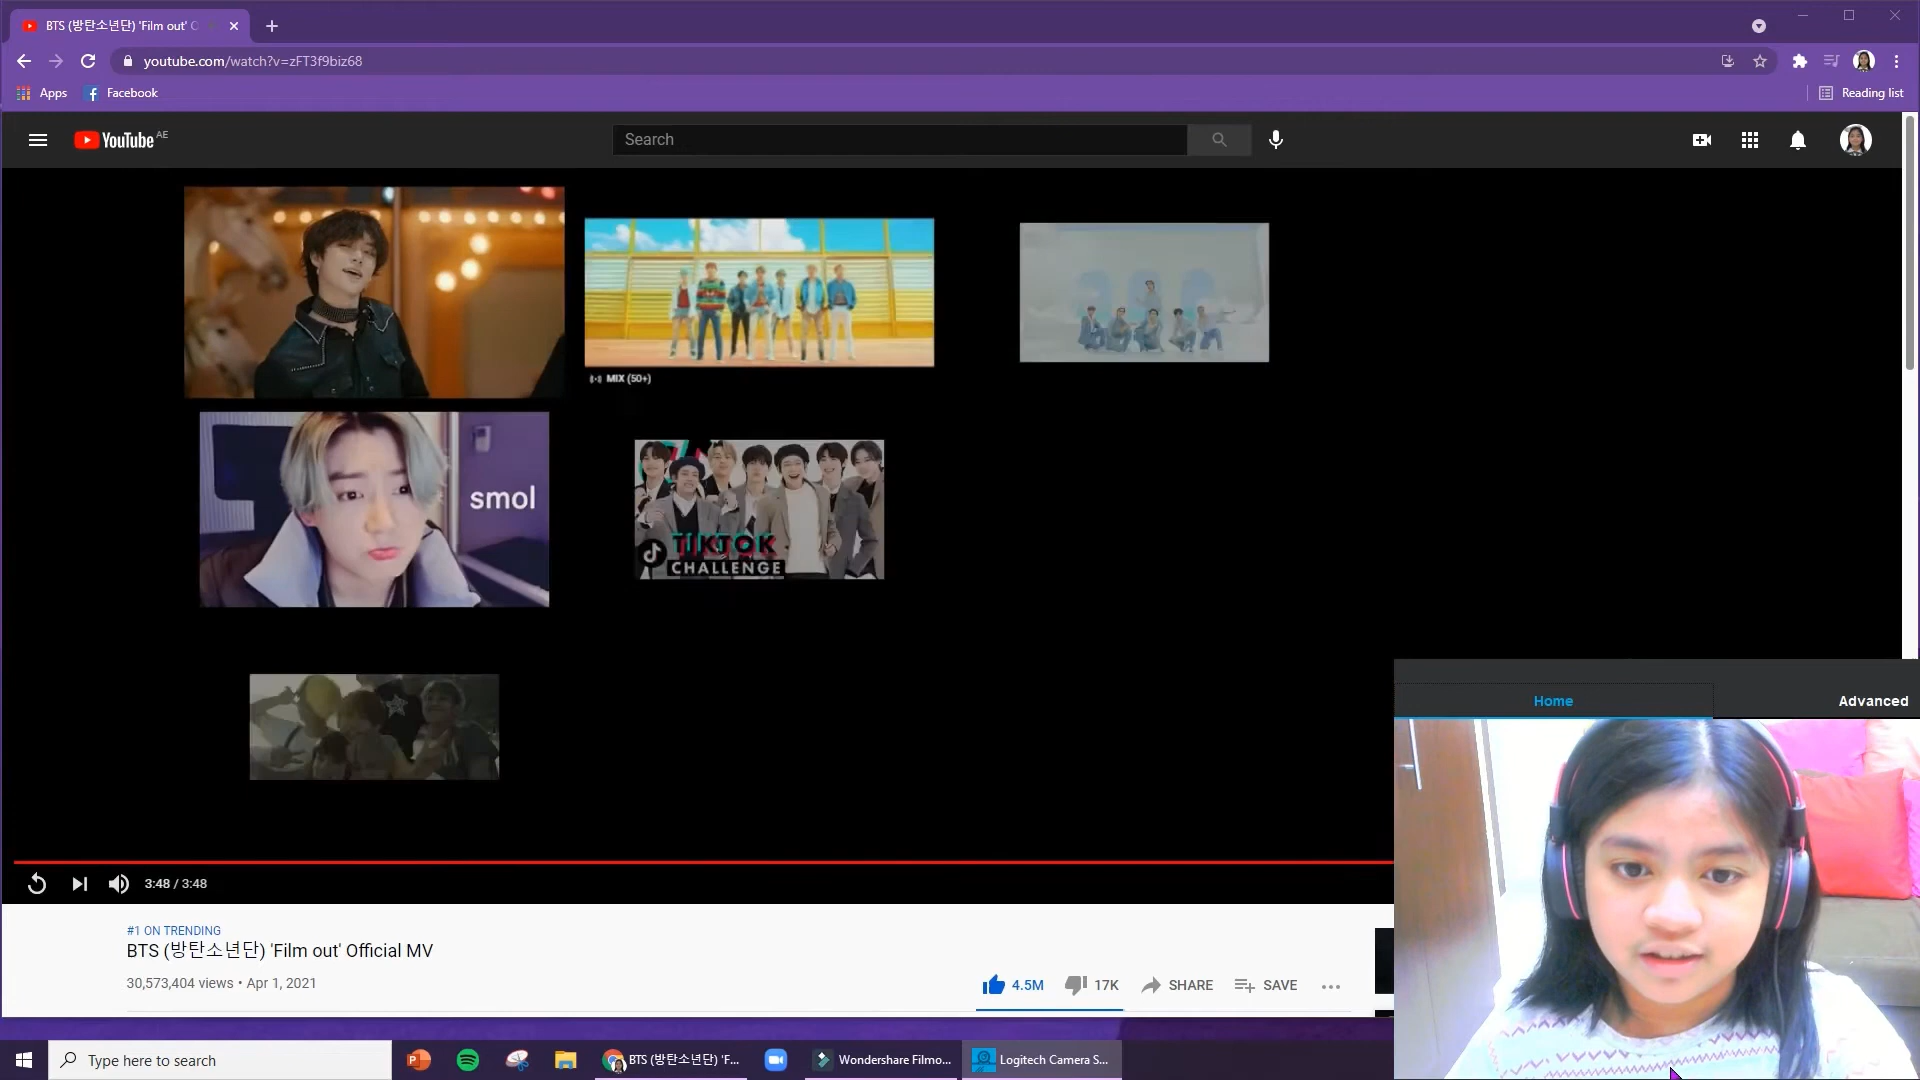 BTS (방탄소년단) 'Film out' O
youtube.com/watch?v=zFT3f9biz68
Apps
Facebook
Reading list
YouTube AE
Search
MIX (50+)
smol
TIKTOK
CHALLENGE
Home
Advanced
3:48 / 3:48
#1 ON TRENDING
BTS (방탄소년단) 'Film out' Official MV
30,573,404 views • Apr 1, 2021
4.5M
17K
SHARE
SAVE
Type here to search
BTS (방탄소년단) 'F...
Wondershare Filmo...
Logitech Camera S...